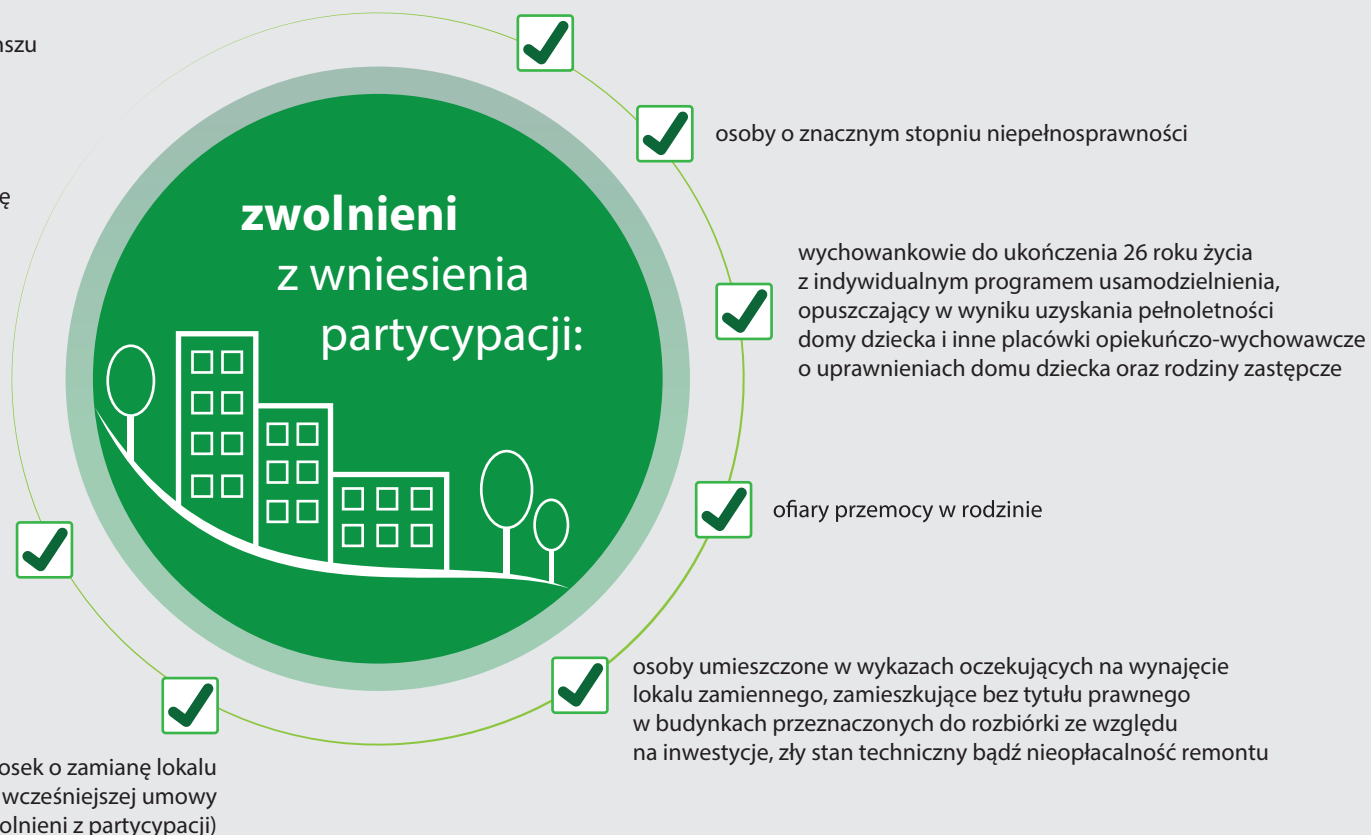 zwolnieni
z wniesienia
partycypacji:
osoby o znacznym stopniu niepełnosprawności
wychowankowie do ukończenia 26 roku życia
z indywidualnym programem usamodzielnienia,
opuszczający w wyniku uzyskania pełnoletności
domy dziecka i inne placówki opiekuńczo-wychowawcze
o uprawnieniach domu dziecka oraz rodziny zastępcze
ofiary przemocy w rodzinie
osoby umieszczone w wykazach oczekujących na wynajęcie
lokalu zamiennego, zamieszkujące bez tytułu prawnego
w budynkach przeznaczonych do rozbiórki ze względu
na inwestycje, zły stan techniczny bądź nieopłacalność remontu
o zamianę lokalu
wcześniejszej umowy
z partycypacji)